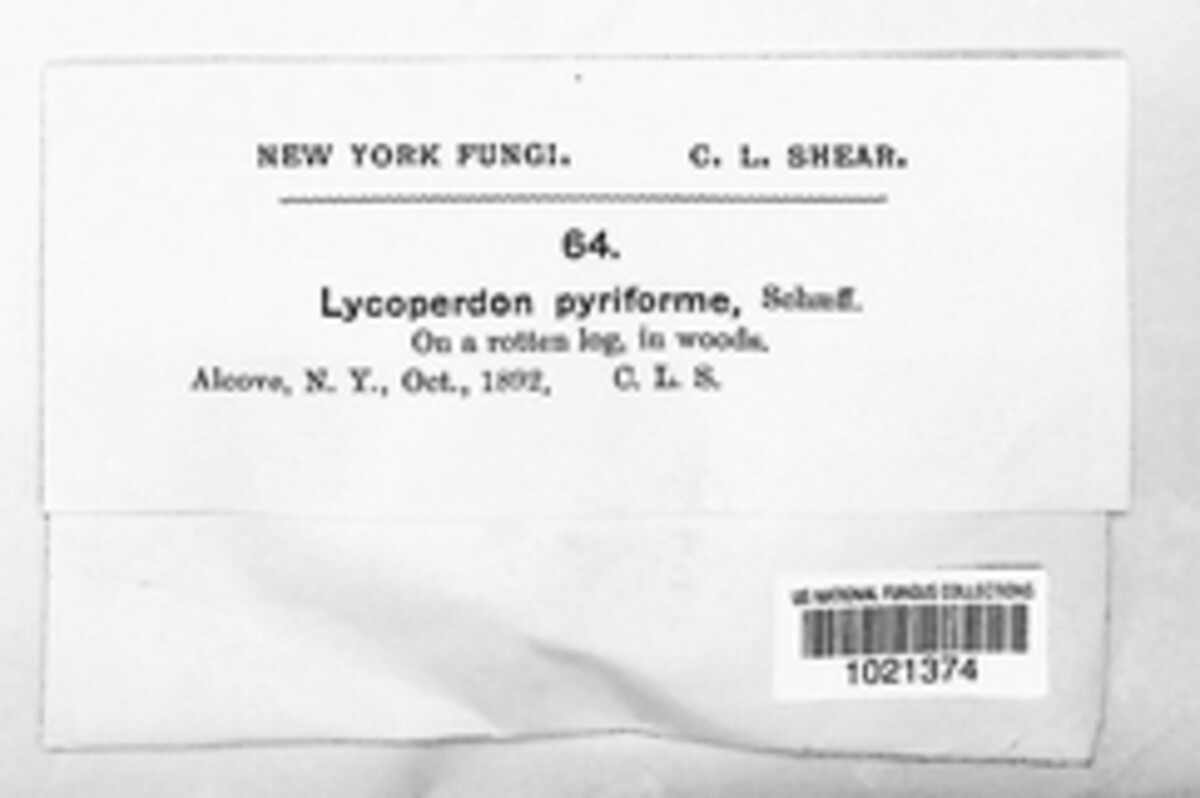 NEW YORK FUNGI. C. L. SHEAR.
64.
Lycoperdon pyriforme, Schæff.
On a rotten log, in woods.
Alcove, N. Y., Oct., 1892, C. L. S.
US NATIONAL FUNGUS COLLECTIONS
1021374